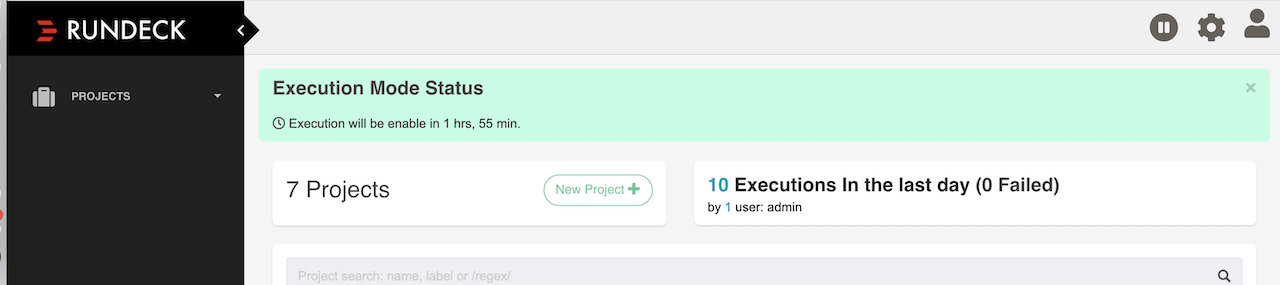 RUNDECK
PROJECTS
Execution Mode Status
Execution will be enable in 1 hrs, 55 min.
7 Projects
New Project
10 Executions In the last day (0 Failed)
by 1 user: admin
Project search: name, label or /regex/